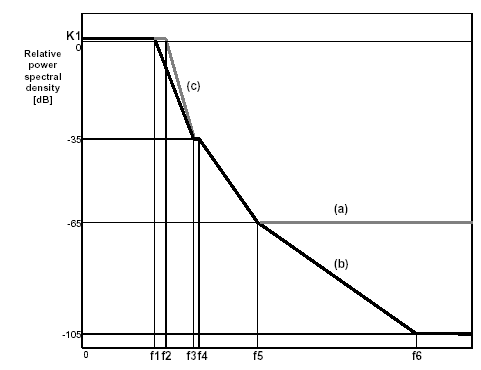 K1
0
Relative
power
spectral
density
[dB]
(c)
-35
(a)
-65
(b)
-105
0 f1 f2 f3 f4 f5 f6